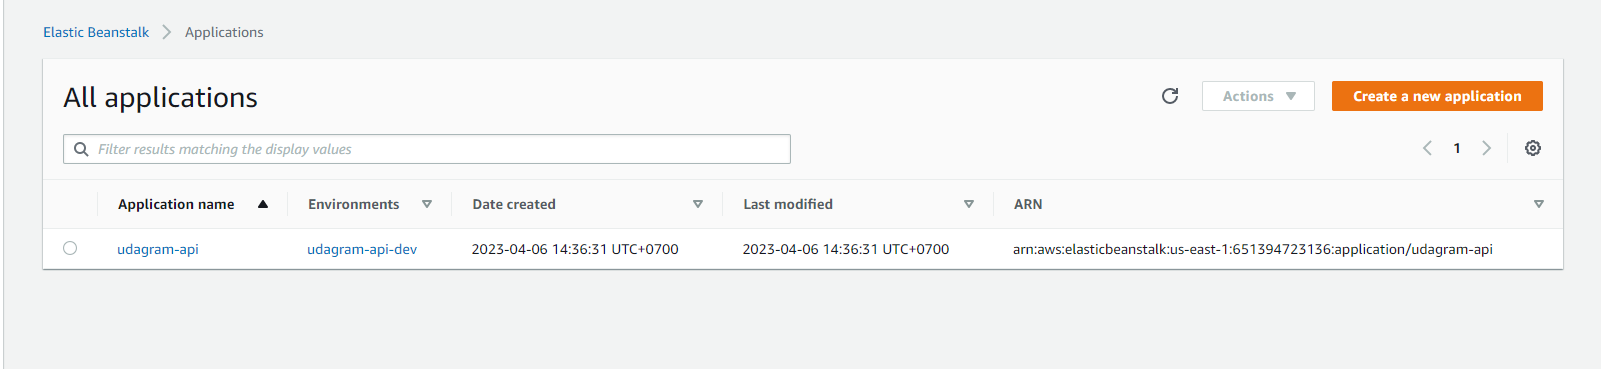 Elastic Beanstalk > Applications
All applications
Actions
Create a new application
Filter results matching the display values
1
Application name Environments Date created Last modified ARN
udagram-api udagram-api-dev 2023-04-06 14:36:31 UTC+0700 2023-04-06 14:36:31 UTC+0700 arn:aws:elasticbeanstalk:us-east-1:651394723136:application/udagram-api